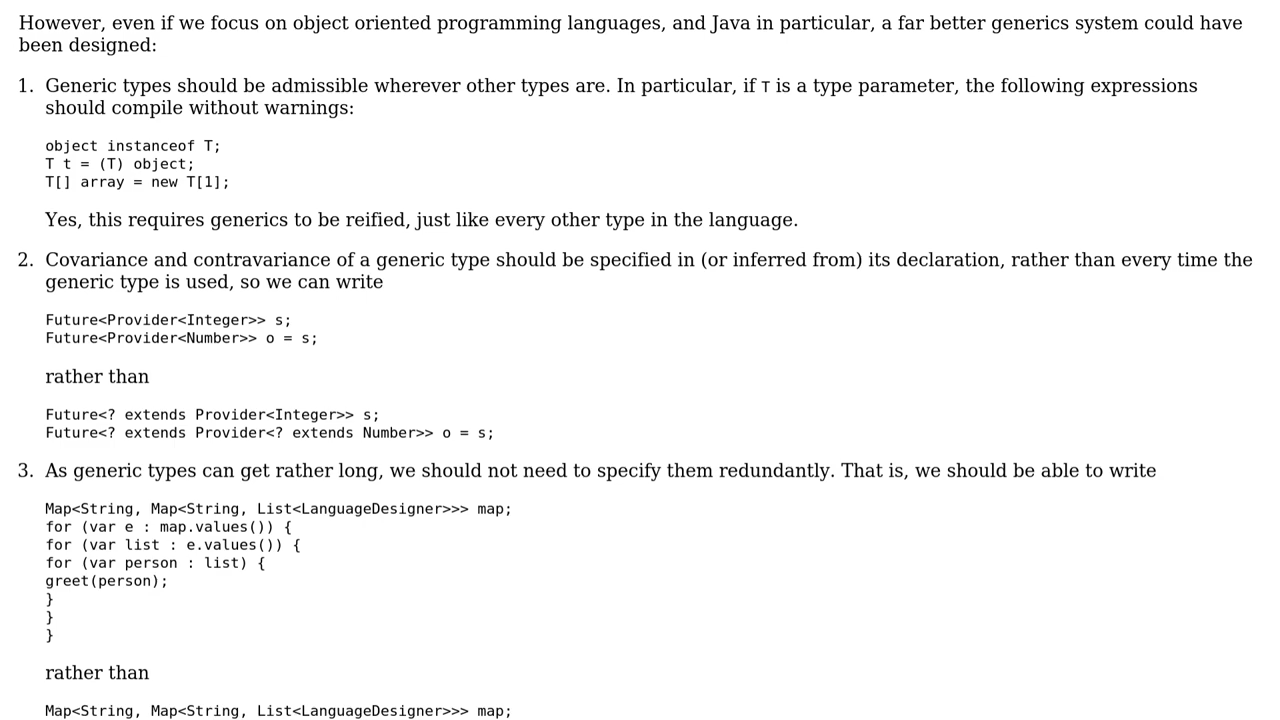 However, even if we focus on object oriented programming languages, and Java in particular, a far better generics system could have
been designed:
1. Generic types should be admissible wherever other types are. In particular, if T is a type parameter, the following expressions
should compile without warnings:
object instanceof T;
T t = (T) object;
T[] array = new T[1];
Yes, this requires generics to be reified, just like every other type in the language.
2. Covariance and contravariance of a generic type should be specified in (or inferred from) its declaration, rather than every time the
generic type is used, so we can write
Future<Provider<Integer>> s;
Future<Provider<Number>> o = s;
rather than
Future<? extends Provider<Integer>> s;
Future<? extends Provider<? extends Number>> o = s;
3. As generic types can get rather long, we should not need to specify them redundantly. That is, we should be able to write
Map<String, Map<String, List<LanguageDesigner>>> map;
for (var e : map.values()) {
for (var list : e.values()) {
for (var person : list) {
greet(person);
}
}
}
rather than
Map<String, Map<String, List<LanguageDesigner>>> map;